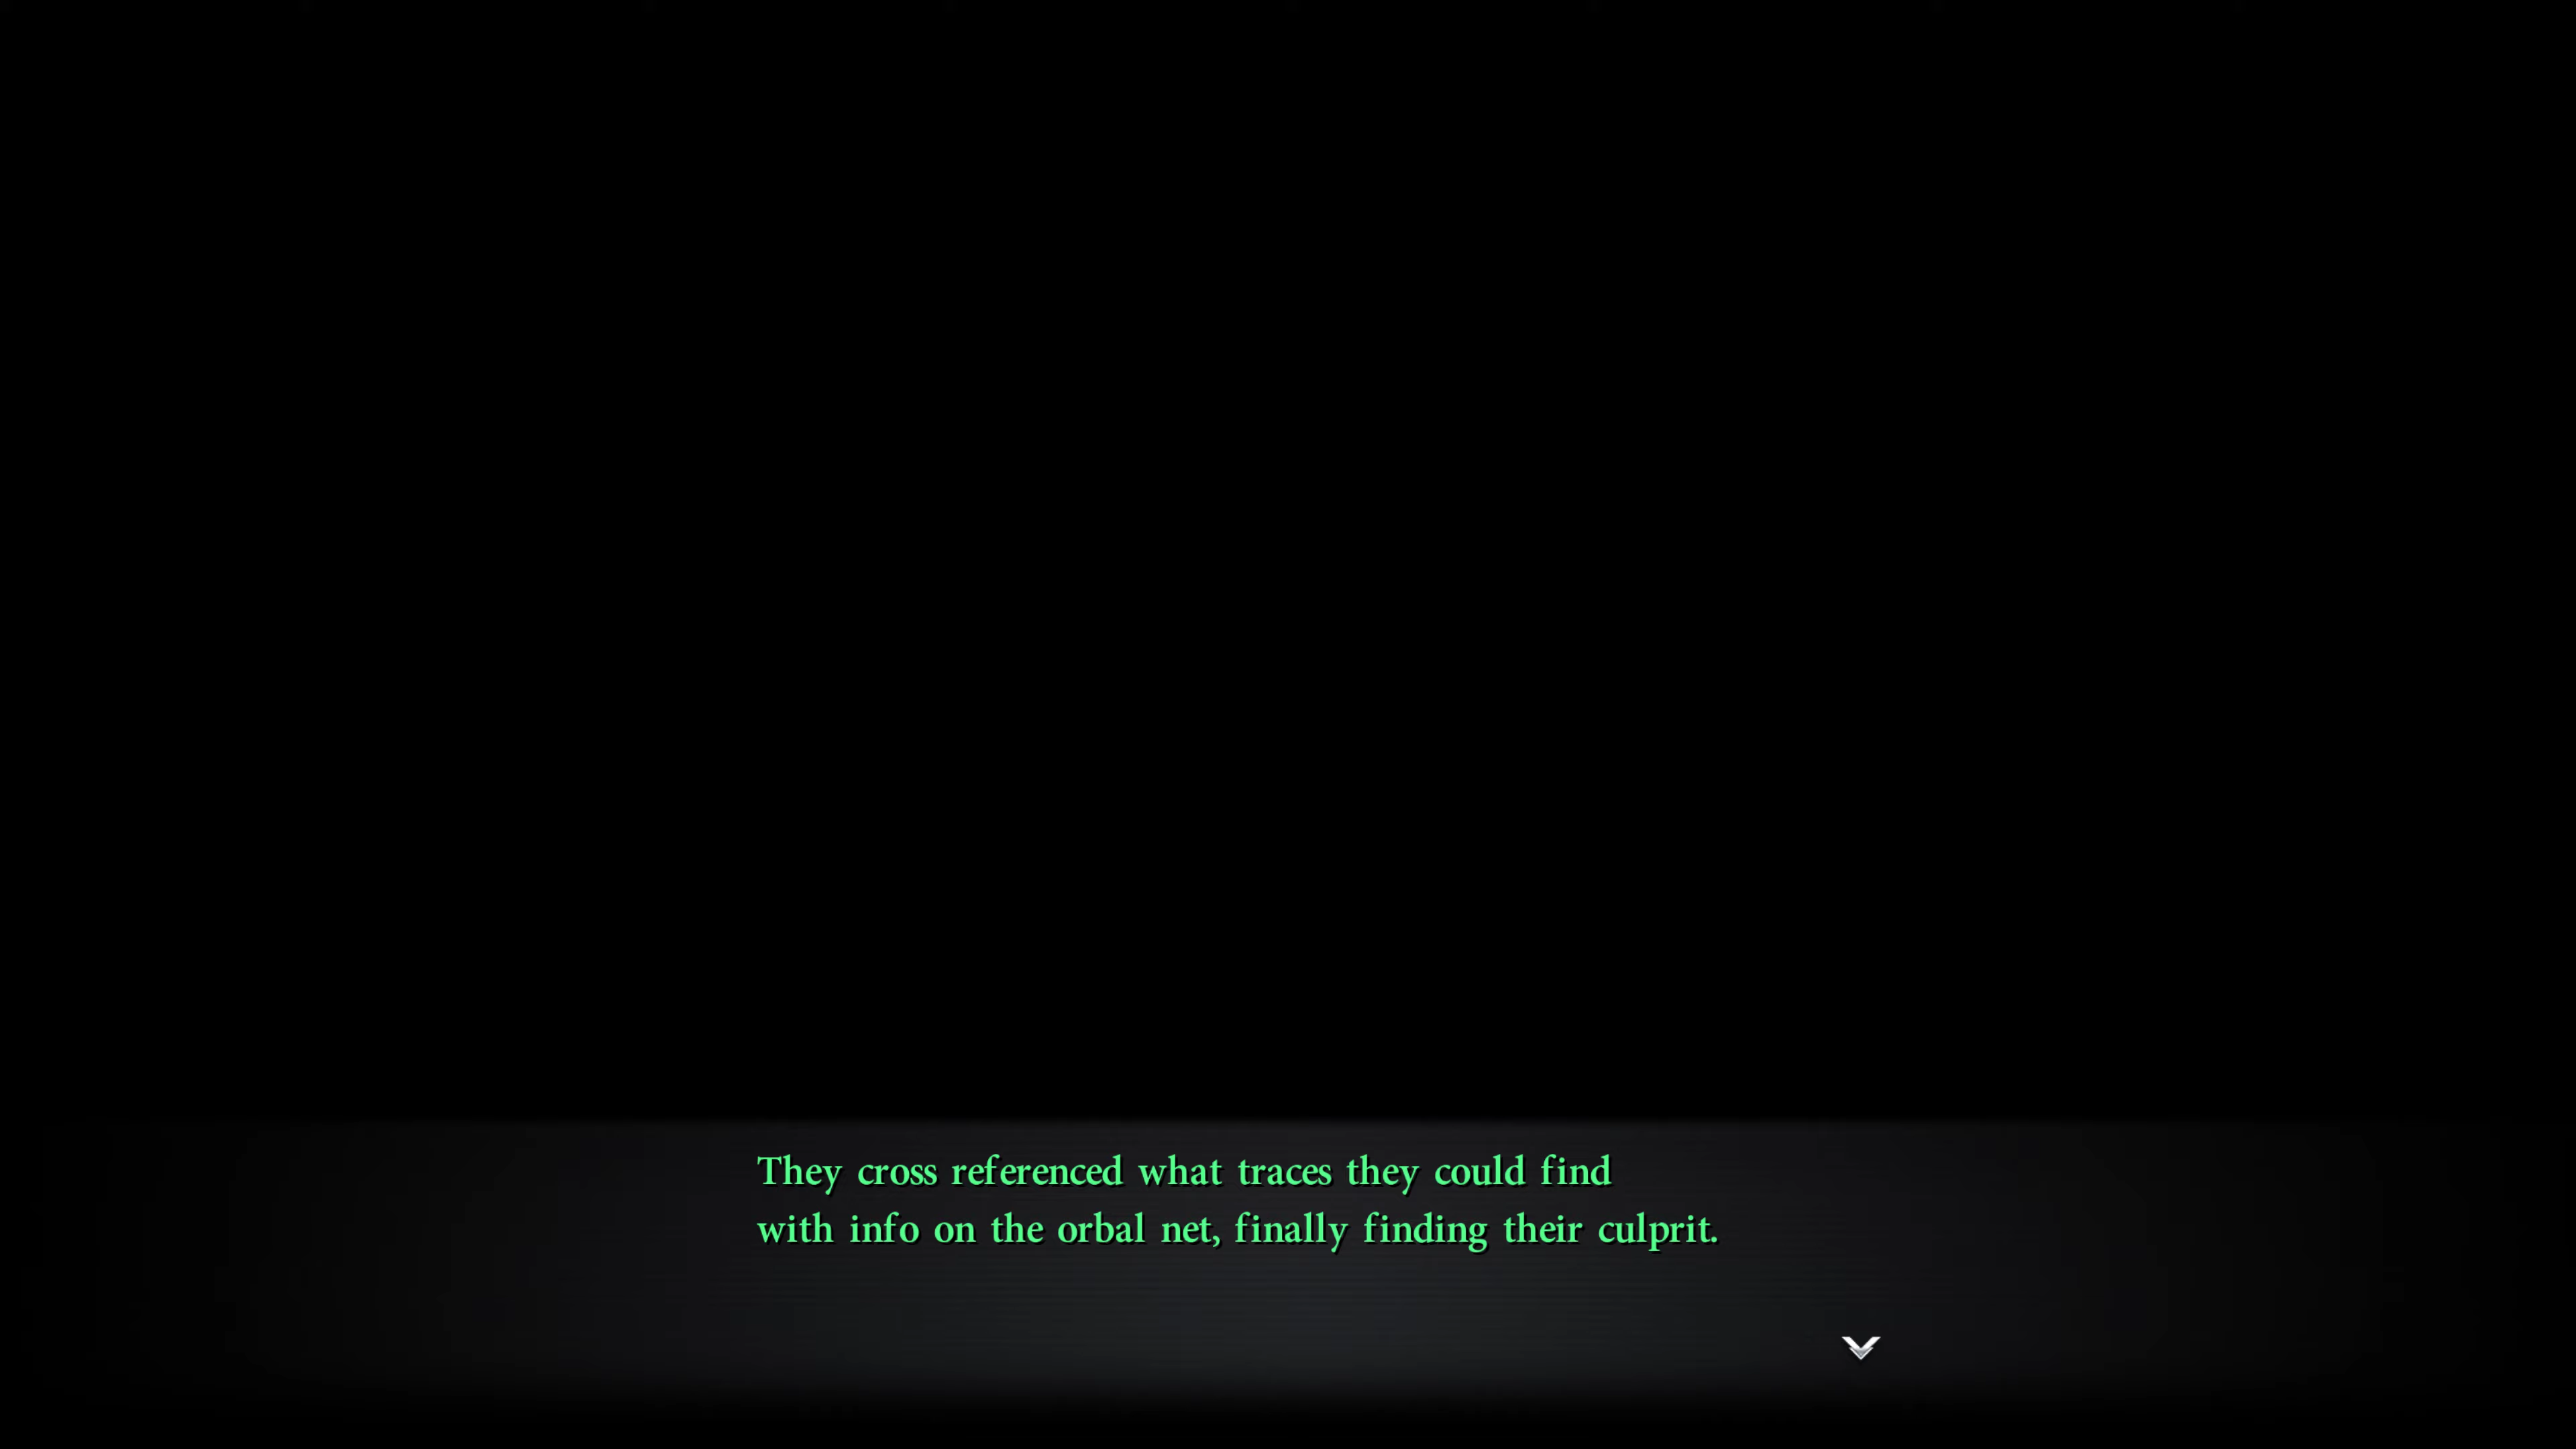 They cross referenced what traces they could find
with info on the orbal net, finally finding their culprit.